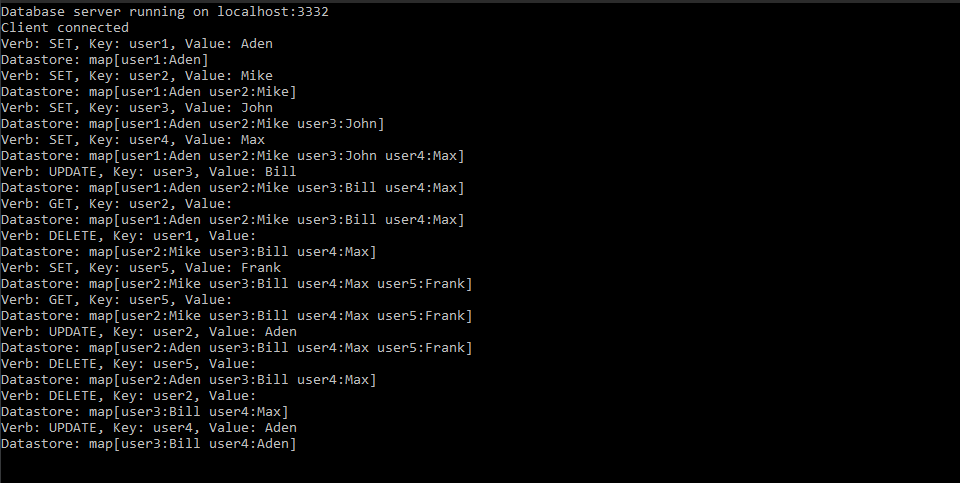 Database server running on localhost:3332
Client connected
Verb: SET, Key: user1, Value: Aden
Datastore: map[user1:Aden]
Verb: SET, Key: user2, Value: Mike
Datastore: map[user1:Aden user2:Mike]
Verb: SET, Key: user3, Value: John
Datastore: map[user1:Aden user2:Mike user3:John]
Verb: SET, Key: user4, Value: Max
Datastore: map[user1:Aden user2:Mike user3:John user4:Max]
Verb: UPDATE, Key: user3, Value: Bill
Datastore: map[user1:Aden user2:Mike user3:Bill user4:Max]
Verb: GET, Key: user2, Value:
Datastore: map[user1:Aden user2:Mike user3:Bill user4:Max]
Verb: DELETE, Key: user1, Value:
Datastore: map[user2:Mike user3:Bill user4:Max]
Verb: SET, Key: user5, Value: Frank
Datastore: map[user2:Mike user3:Bill user4:Max user5:Frank]
Verb: GET, Key: user5, Value:
Datastore: map[user2:Mike user3:Bill user4:Max user5:Frank]
Verb: UPDATE, Key: user2, Value: Aden
Datastore: map[user2:Aden user3:Bill user4:Max user5:Frank]
Verb: DELETE, Key: user5, Value:
Datastore: map[user2:Aden user3:Bill user4:Max]
Verb: DELETE, Key: user2, Value:
Datastore: map[user3:Bill user4:Max]
Verb: UPDATE, Key: user4, Value: Aden
Datastore: map[user3:Bill user4:Aden]